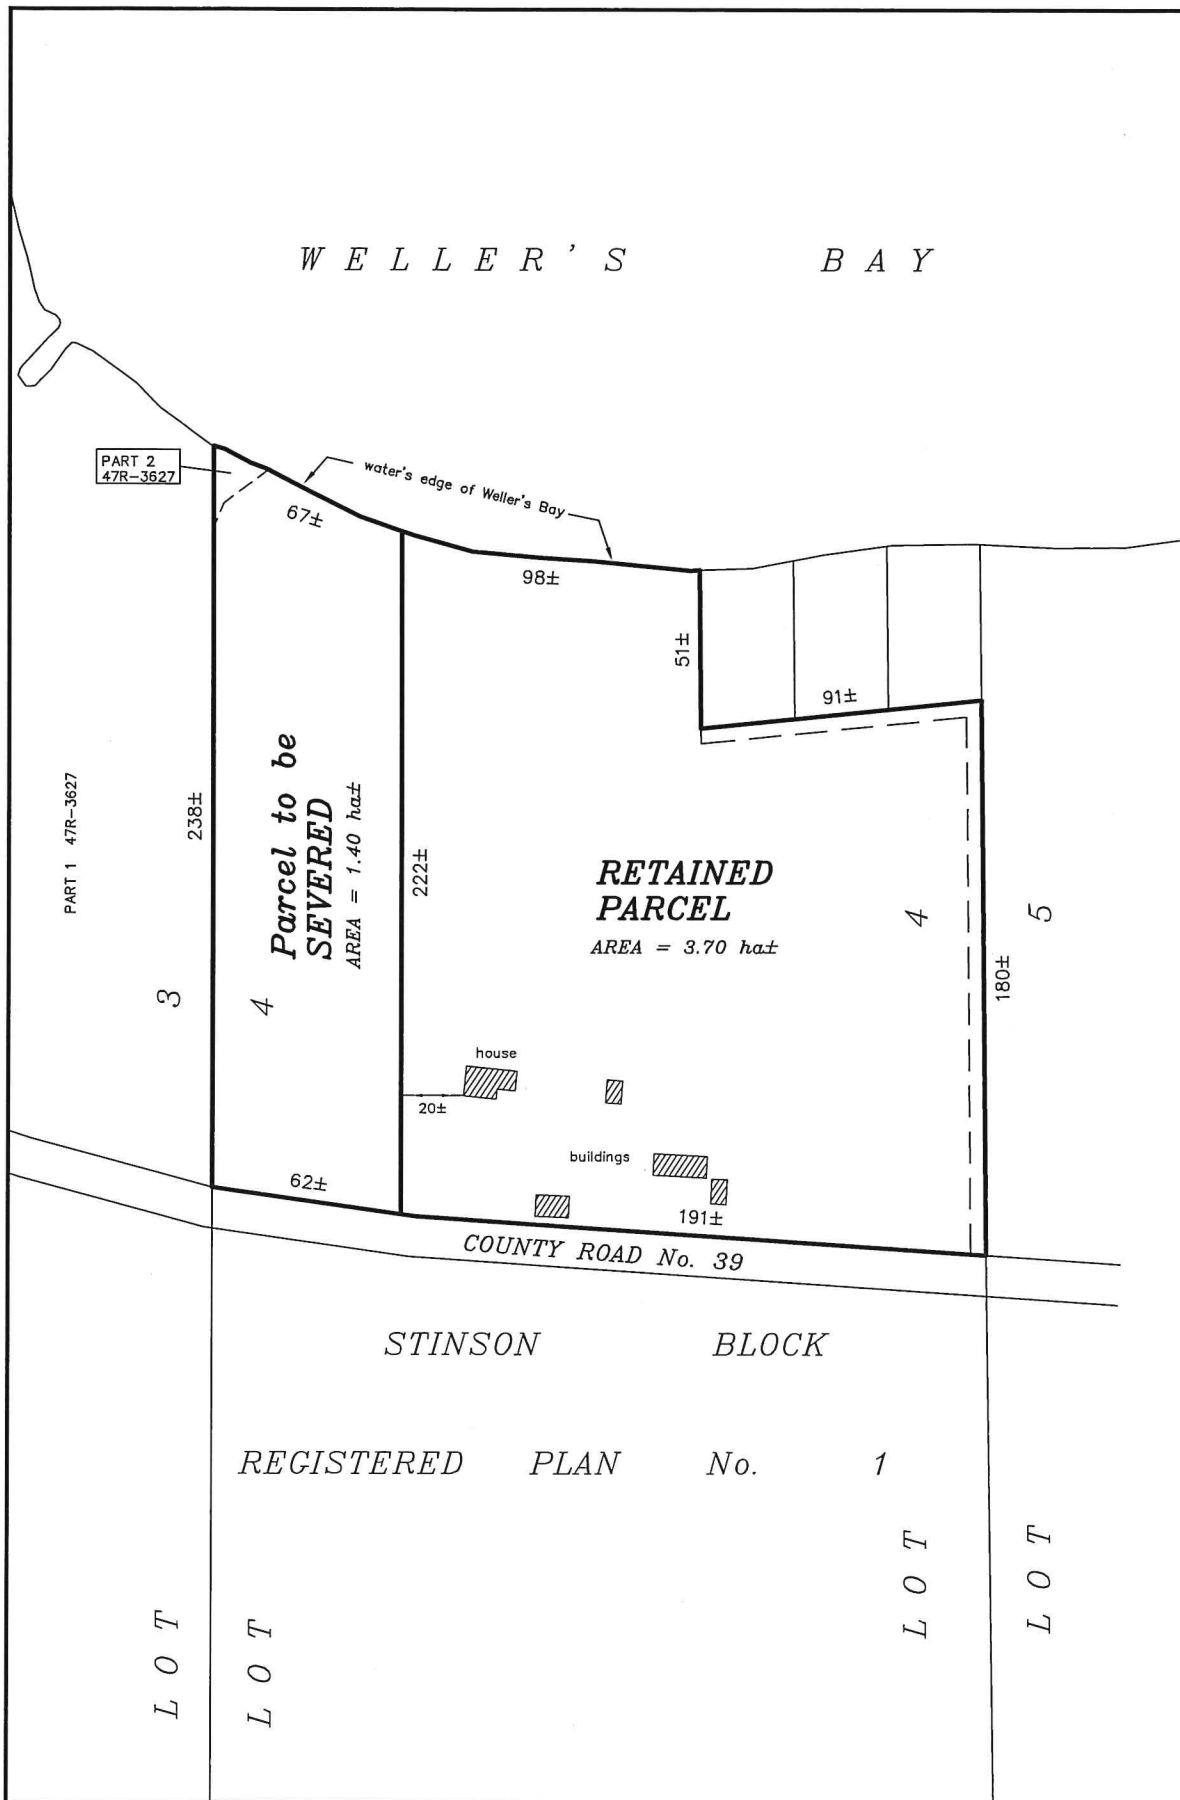 WELLER'S BAY
PART 2
47R-3627
water's edge of Weller's Bay
67±
98±
51±
91±
238±
222±
180±
PART 1 47R-3627
Parcel to be
SEVERED
AREA = 1.40 ha±
RETAINED
PARCEL
AREA = 3.70 ha±
3
4
4
5
house
20±
buildings
62±
191±
COUNTY ROAD No. 39
STINSON BLOCK
REGISTERED PLAN No. 1
LOT
LOT
LOT
LOT